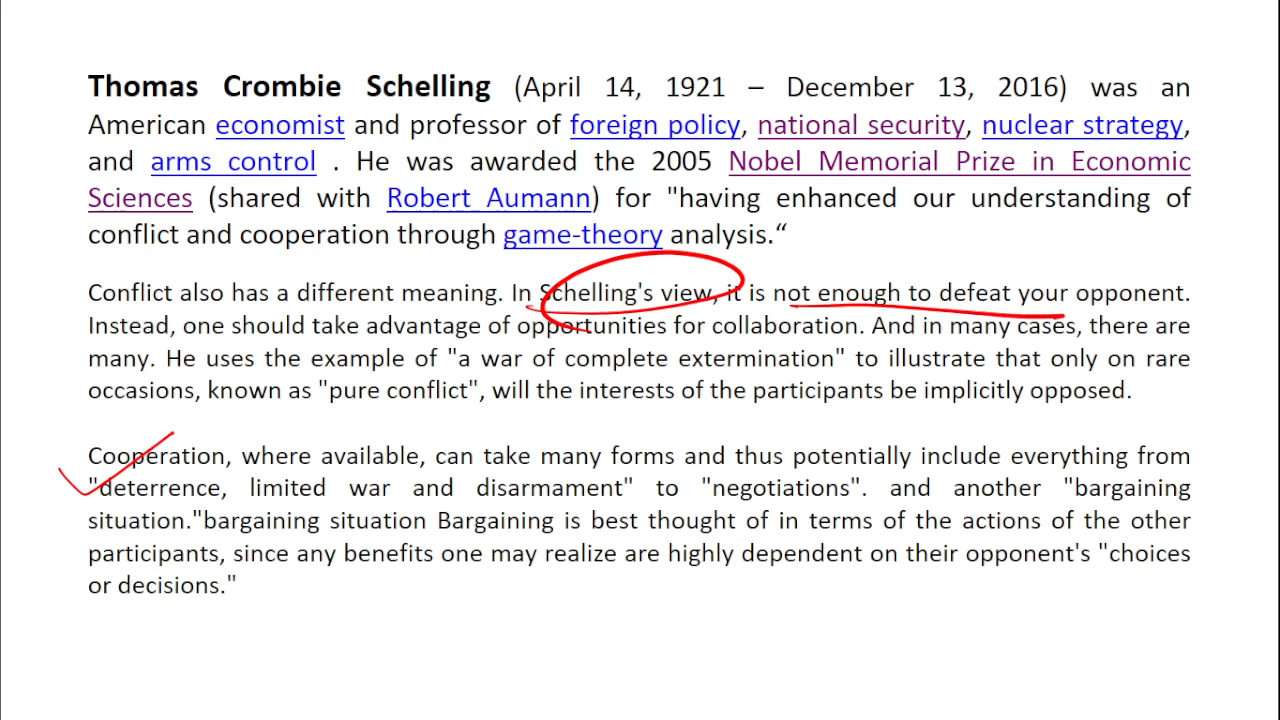 Thomas Crombie Schelling (April 14, 1921 – December 13, 2016) was an
American economist and professor of foreign policy, national security, nuclear strategy,
and arms control . He was awarded the 2005 Nobel Memorial Prize in Economic
Sciences (shared with Robert Aumann) for "having enhanced our understanding of
conflict and cooperation through game-theory analysis.“
Conflict also has a different meaning. In Schelling's view, it is not enough to defeat your opponent.
Instead, one should take advantage of opportunities for collaboration. And in many cases, there are
many. He uses the example of "a war of complete extermination" to illustrate that only on rare
occasions, known as "pure conflict", will the interests of the participants be implicitly opposed.
Cooperation, where available, can take many forms and thus potentially include everything from
"deterrence, limited war and disarmament" to "negotiations". and another "bargaining
situation."bargaining situation Bargaining is best thought of in terms of the actions of the other
participants, since any benefits one may realize are highly dependent on their opponent's "choices
or decisions."